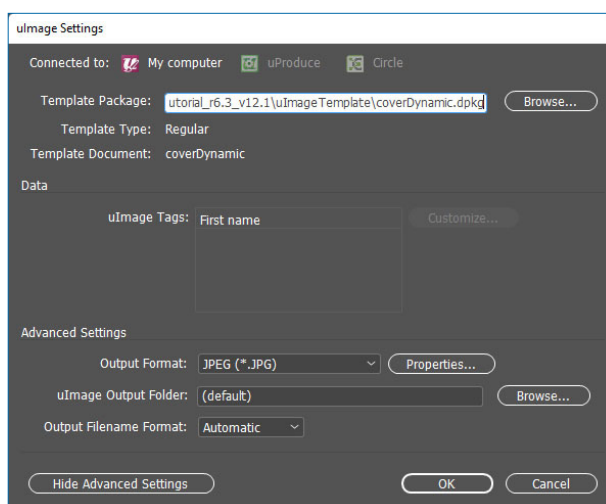 uImage Settings
Connected to: My computer uProduce Circle
Template Package: utorial_r6.3_v12.1\uImageTemplate\coverDynamic.dpkg Browse...
Template Type: Regular
Template Document: coverDynamic
Data
uImage Tags: First name Customize...
Advanced Settings
Output Format: JPEG (*.JPG) Properties...
uImage Output Folder: (default) Browse...
Output Filename Format: Automatic
Hide Advanced Settings OK Cancel